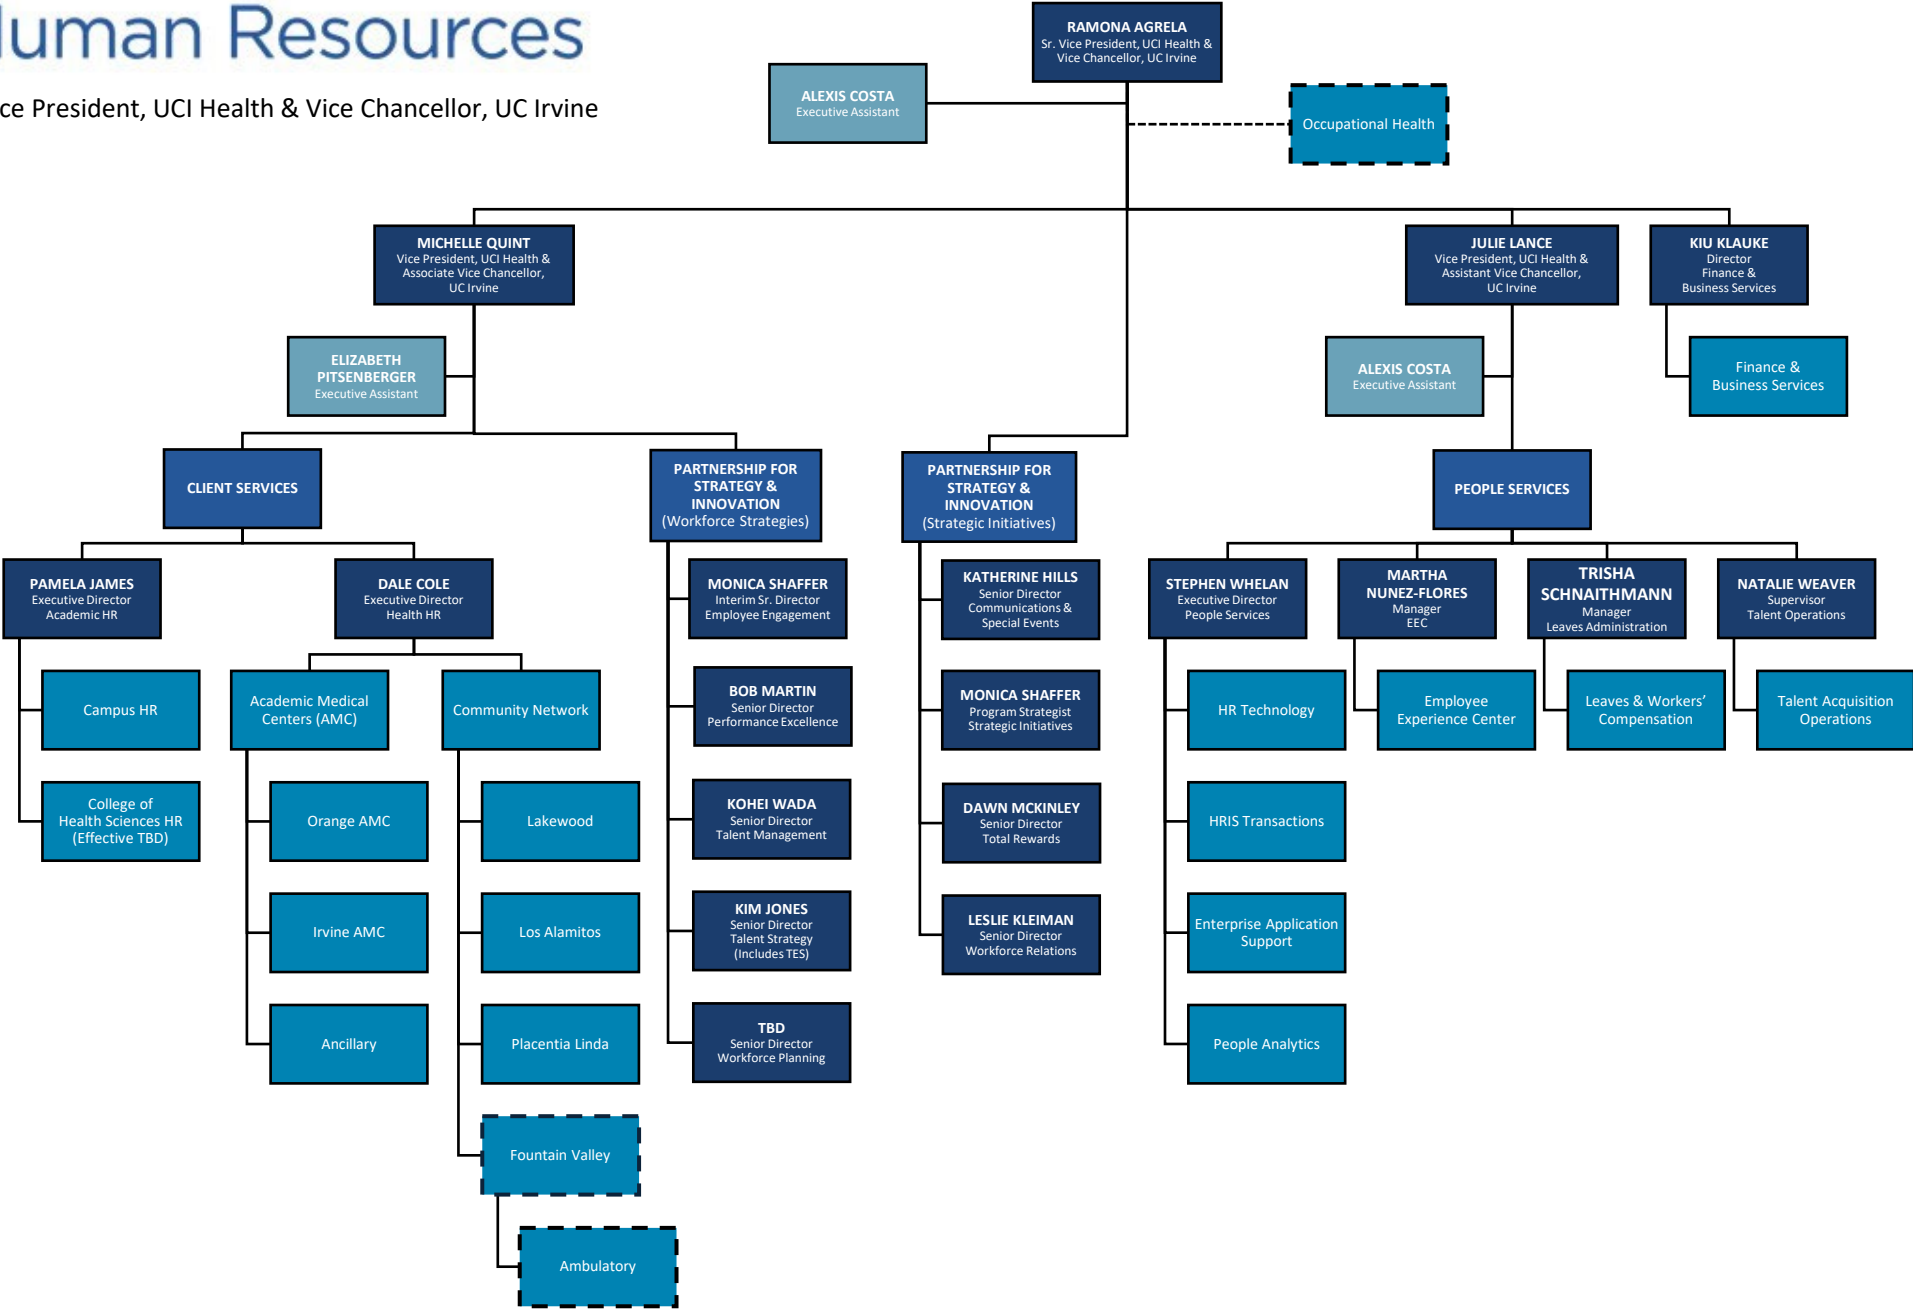 Human Resources
ce President, UCI Health & Vice Chancellor, UC Irvine
RAMONA AGRELA
Sr. Vice President, UCI Health &
Vice Chancellor, UC Irvine
ALEXIS COSTA
Executive Assistant
Occupational Health
MICHELLE QUINT
Vice President, UCI Health &
Associate Vice Chancellor,
UC Irvine
JULIE LANCE
Vice President, UCI Health &
Assistant Vice Chancellor,
UC Irvine
KIU KLAUKE
Director
Finance &
Business Services
ELIZABETH
PITSENBERGER
Executive Assistant
ALEXIS COSTA
Executive Assistant
Finance &
Business Services
CLIENT SERVICES
PARTNERSHIP FOR
STRATEGY &
INNOVATION
(Workforce Strategies)
PARTNERSHIP FOR
STRATEGY &
INNOVATION
(Strategic Initiatives)
PEOPLE SERVICES
PAMELA JAMES
Executive Director
Academic HR
DALE COLE
Executive Director
Health HR
MONICA SHAFFER
Interim Sr. Director
Employee Engagement
KATHERINE HILLS
Senior Director
Communications &
Special Events
STEPHEN WHELAN
Executive Director
People Services
MARTHA
NUNEZ-FLORES
Manager
EEC
TRISHA
SCHNAITHMANN
Manager
Leaves Administration
NATALIE WEAVER
Supervisor
Talent Operations
Campus HR
Academic Medical
Centers (AMC)
Community Network
BOB MARTIN
Senior Director
Performance Excellence
MONICA SHAFFER
Program Strategist
Strategic Initiatives
HR Technology
Employee
Experience Center
Leaves & Workers’
Compensation
Talent Acquisition
Operations
College of
Health Sciences HR
(Effective TBD)
Orange AMC
Lakewood
KOHEI WADA
Senior Director
Talent Management
DAWN MCKINLEY
Senior Director
Total Rewards
HRIS Transactions
Irvine AMC
Los Alamitos
KIM JONES
Senior Director
Talent Strategy
(Includes TES)
LESLIE KLEIMAN
Senior Director
Workforce Relations
Enterprise Application
Support
Ancillary
Placentia Linda
TBD
Senior Director
Workforce Planning
People Analytics
Fountain Valley
Ambulatory